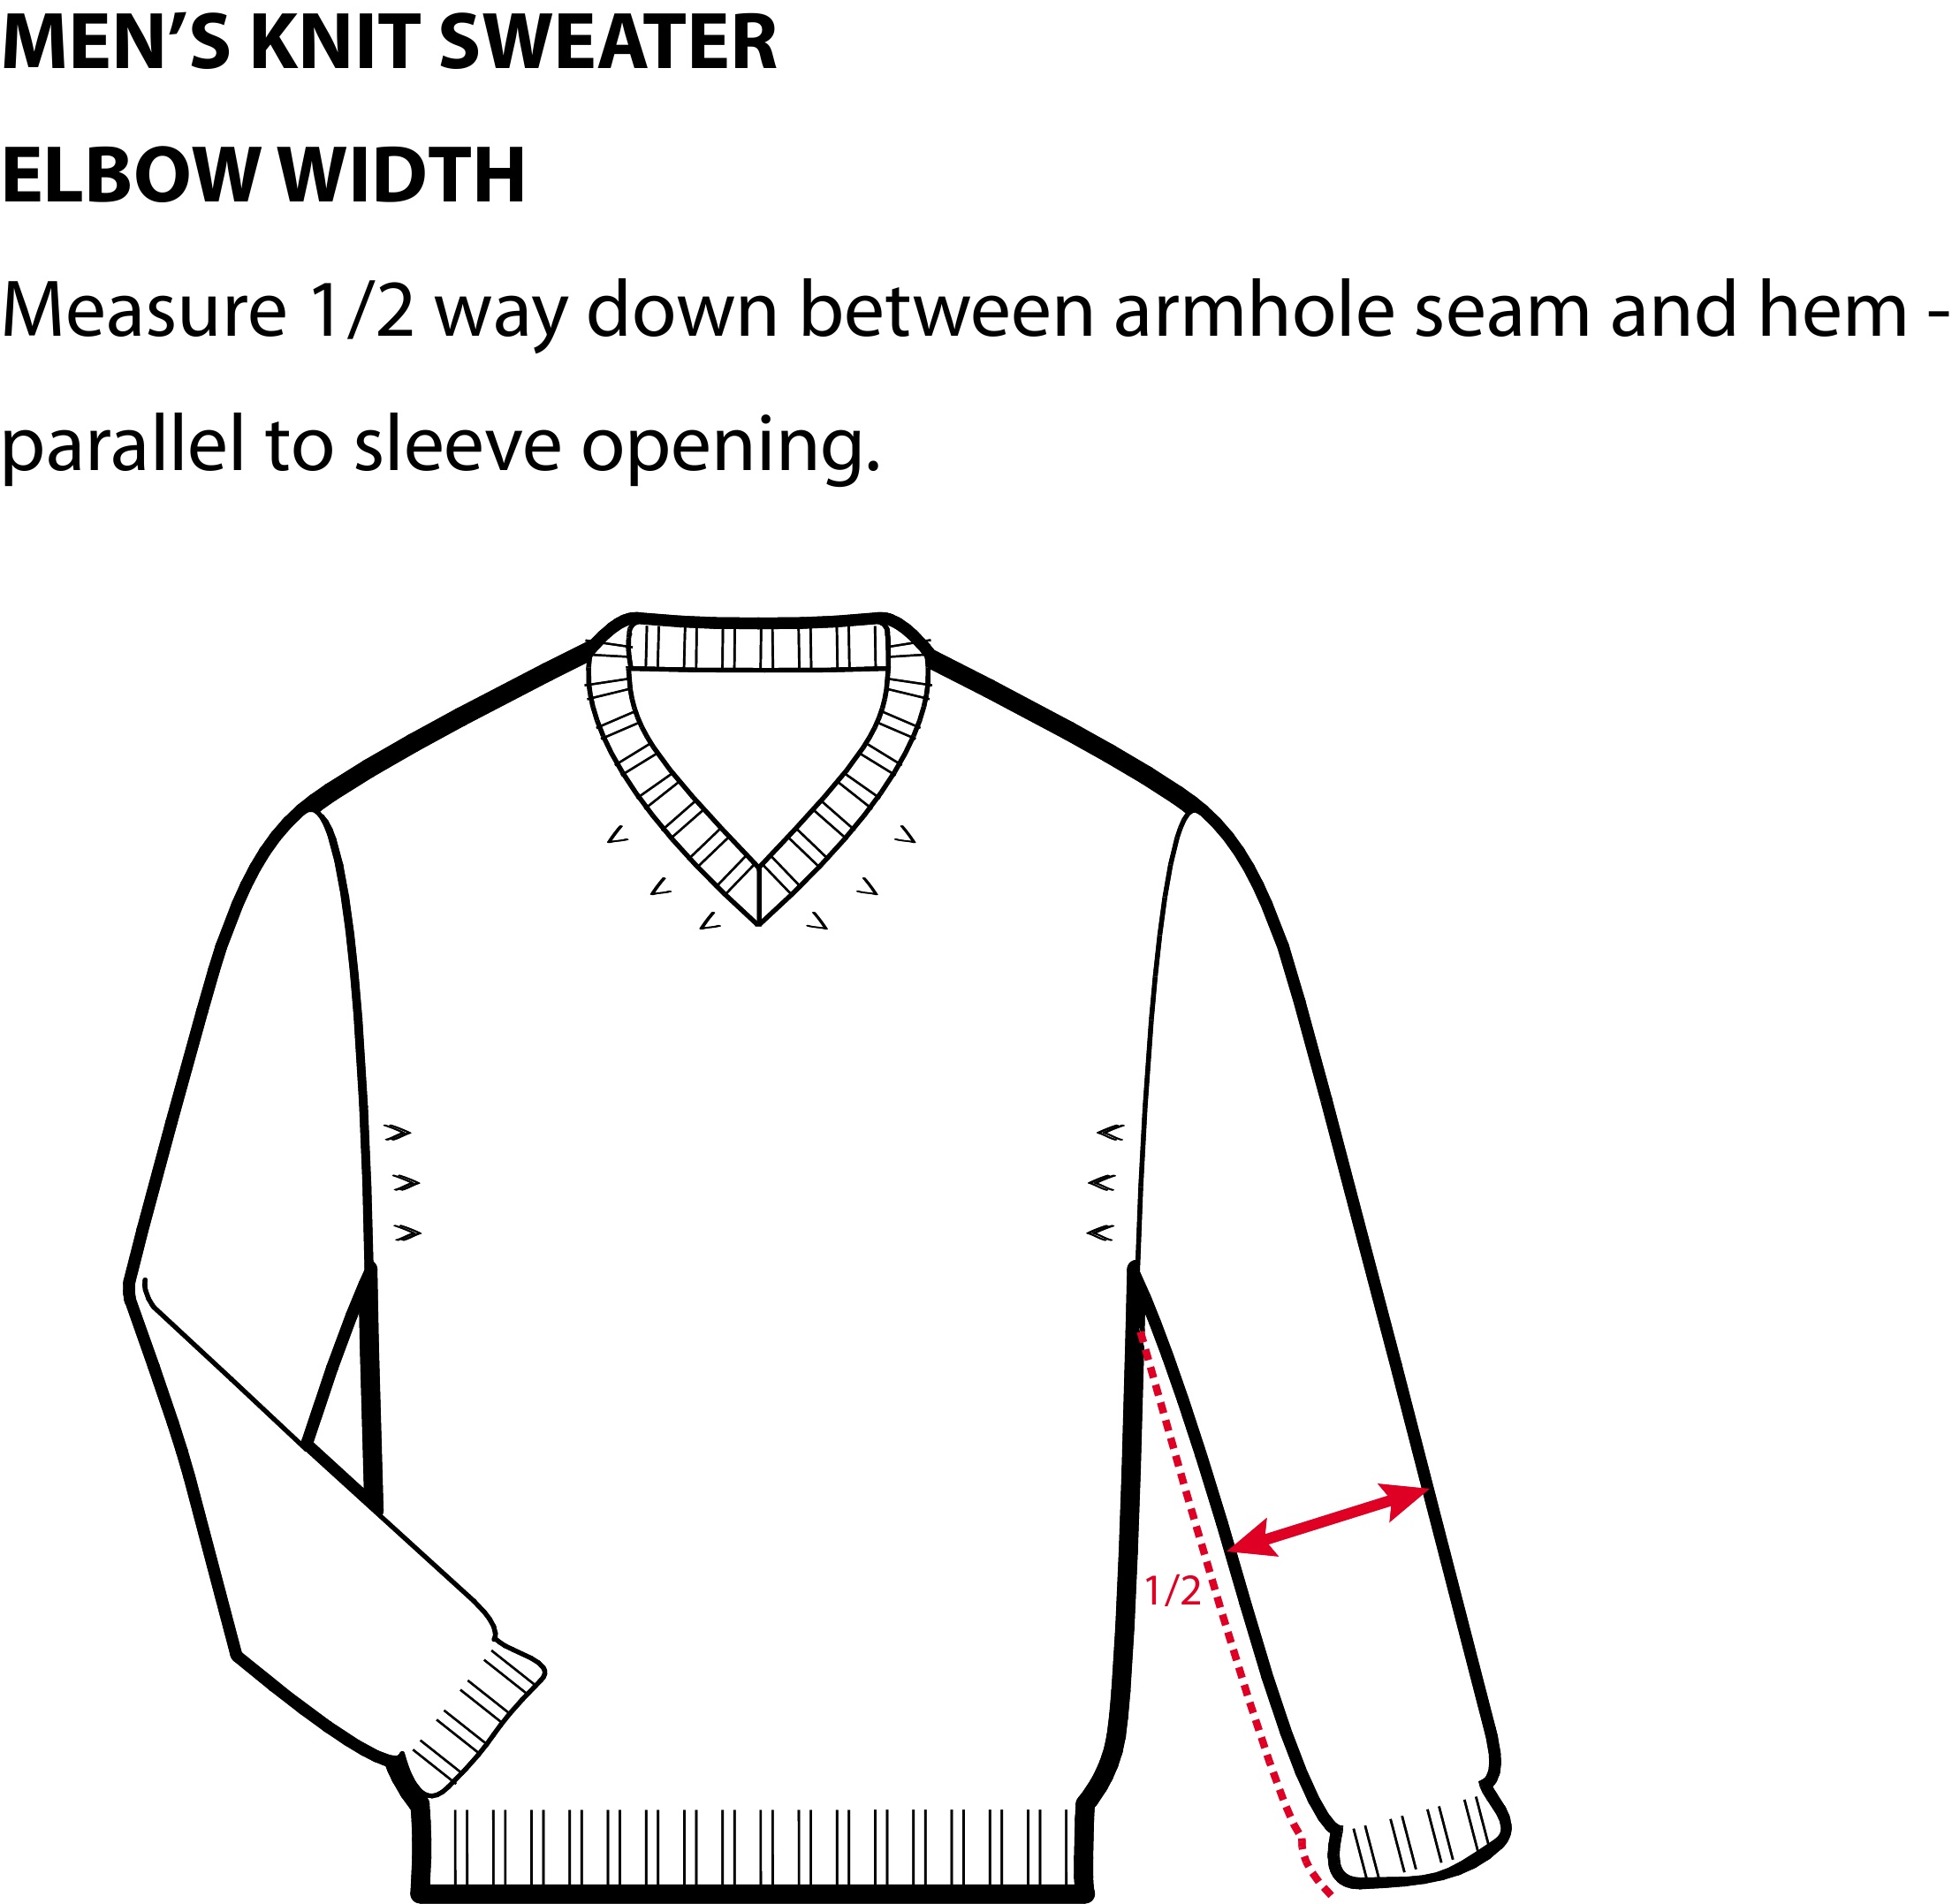 MEN’S KNIT SWEATER
ELBOW WIDTH
Measure 1/2 way down between armhole seam and hem -
parallel to sleeve opening.
1/2